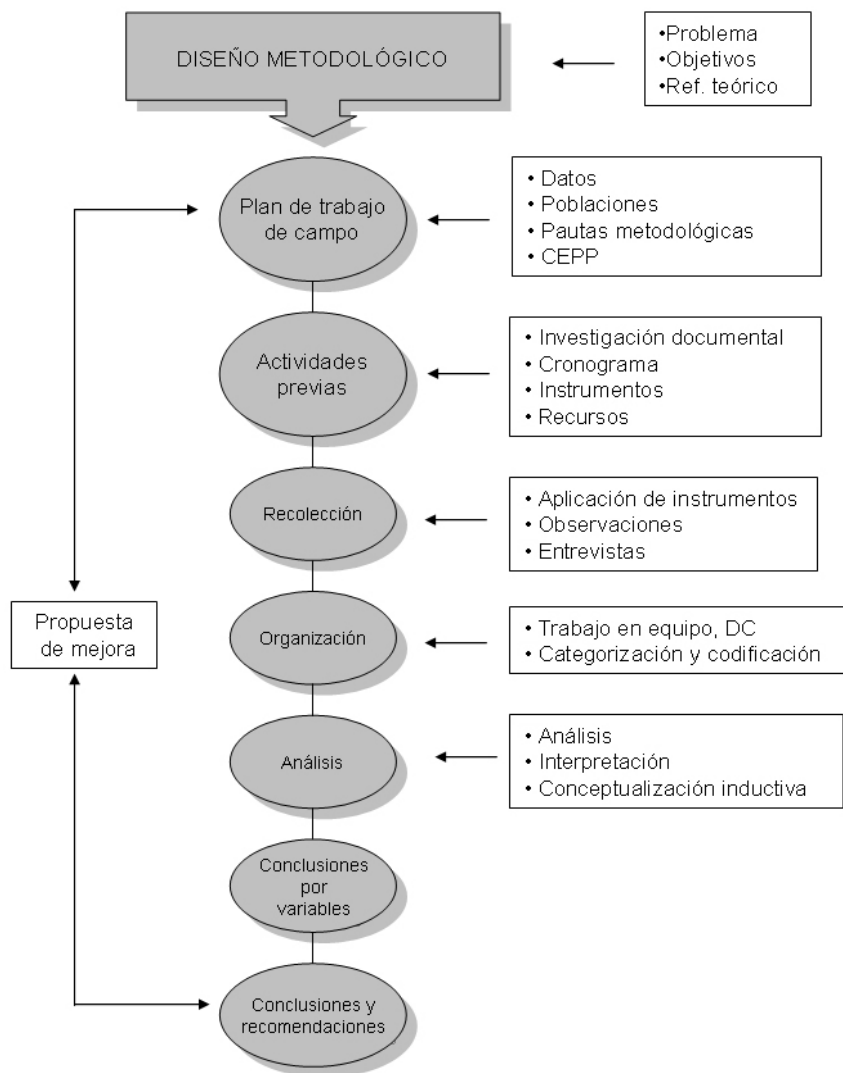 DISEÑO METODOLÓGICO
•Problema
•Objetivos
•Ref. teórico
Plan de trabajo
de campo
• Datos
• Poblaciones
• Pautas metodológicas
• CEPP
Actividades
previas
• Investigación documental
• Cronograma
• Instrumentos
• Recursos
Recolección
• Aplicación de instrumentos
• Observaciones
• Entrevistas
Propuesta
de mejora
Organización
• Trabajo en equipo, DC
• Categorización y codificación
Análisis
• Análisis
• Interpretación
• Conceptualización inductiva
Conclusiones
por
variables
Conclusiones y
recomendaciones